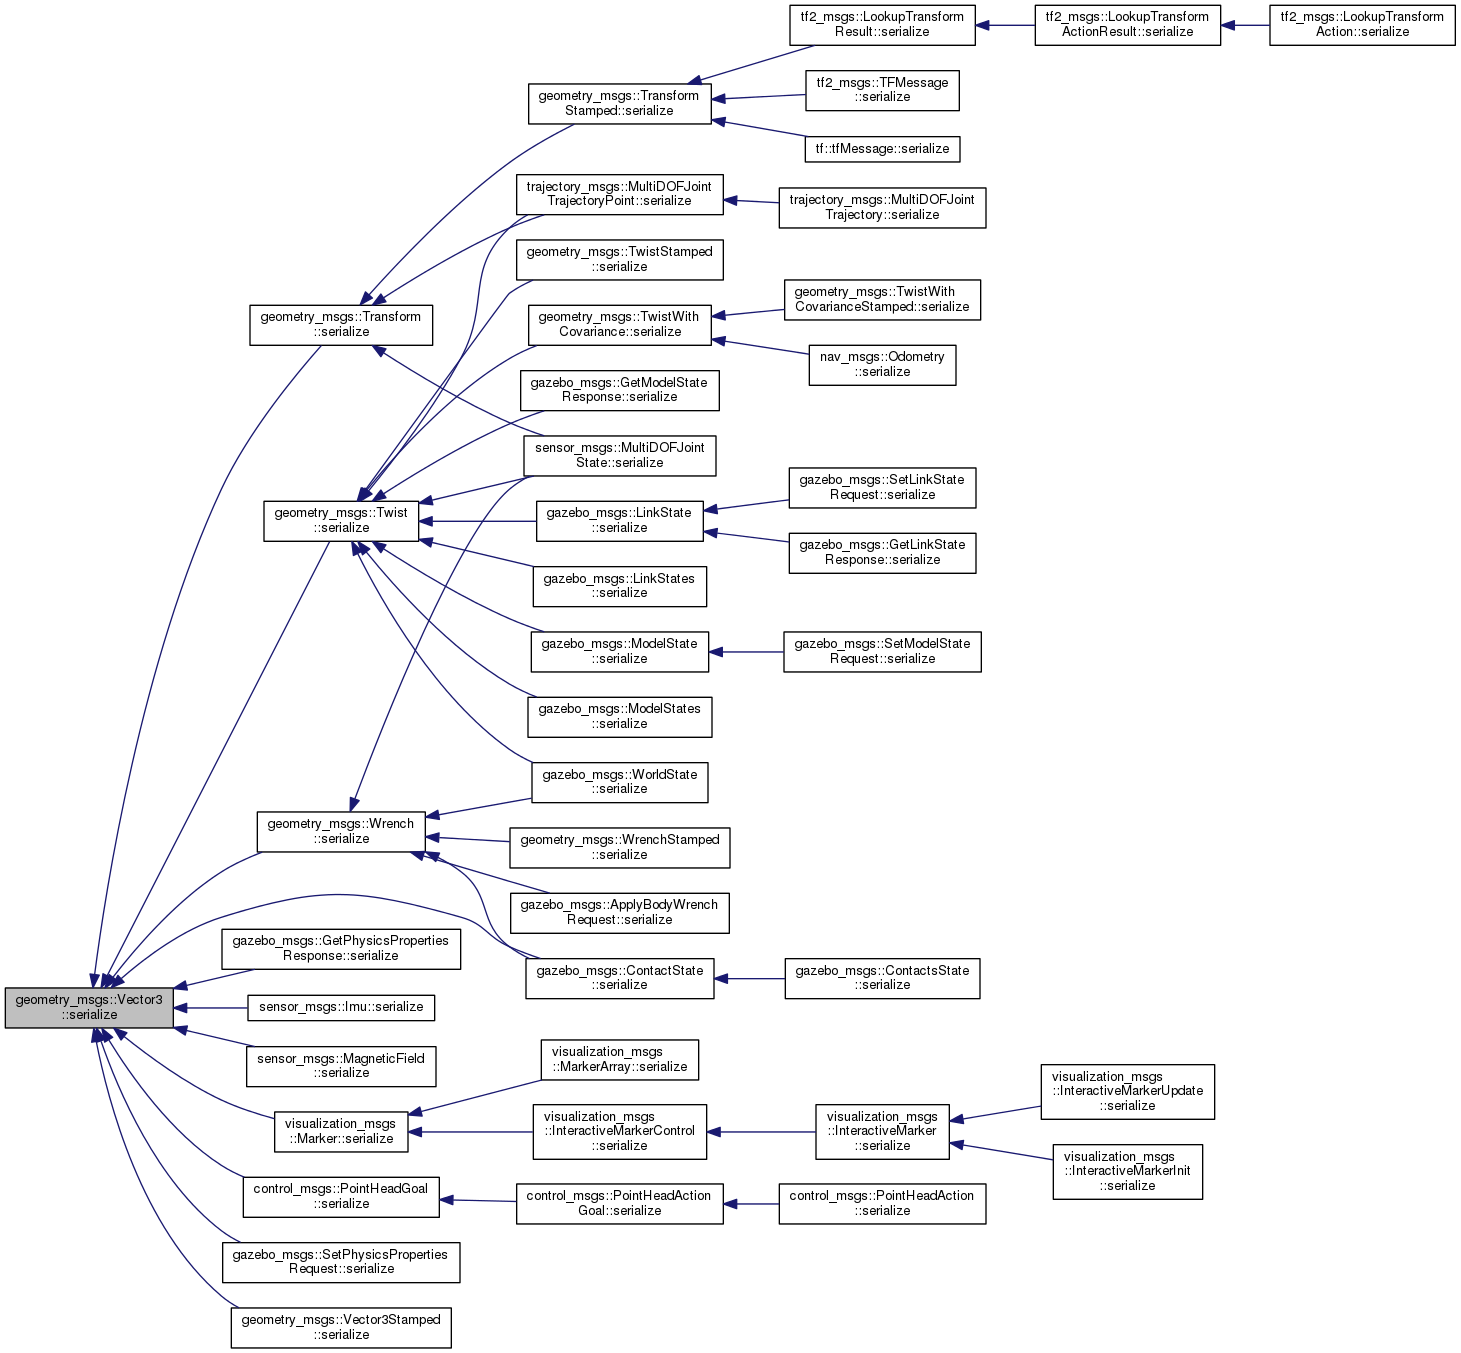 tf2_msgs::LookupTransform
Result::serialize
tf2_msgs::LookupTransform
ActionResult::serialize
tf2_msgs::LookupTransform
Action::serialize
tf2_msgs::TFMessage
::serialize
geometry_msgs::Transform
Stamped::serialize
tf::tfMessage::serialize
trajectory_msgs::MultiDOFJoint
TrajectoryPoint::serialize
trajectory_msgs::MultiDOFJoint
Trajectory::serialize
geometry_msgs::TwistStamped
::serialize
geometry_msgs::TwistWith
CovarianceStamped::serialize
geometry_msgs::Transform
::serialize
geometry_msgs::TwistWith
Covariance::serialize
nav_msgs::Odometry
::serialize
gazebo_msgs::GetModelState
Response::serialize
sensor_msgs::MultiDOFJoint
State::serialize
gazebo_msgs::SetLinkState
Request::serialize
geometry_msgs::Twist
::serialize
gazebo_msgs::LinkState
::serialize
gazebo_msgs::GetLinkState
Response::serialize
gazebo_msgs::LinkStates
::serialize
gazebo_msgs::ModelState
::serialize
gazebo_msgs::SetModelState
Request::serialize
gazebo_msgs::ModelStates
::serialize
gazebo_msgs::WorldState
::serialize
geometry_msgs::Wrench
::serialize
geometry_msgs::WrenchStamped
::serialize
gazebo_msgs::ApplyBodyWrench
Request::serialize
gazebo_msgs::GetPhysicsProperties
Response::serialize
gazebo_msgs::ContactState
::serialize
gazebo_msgs::ContactsState
::serialize
geometry_msgs::Vector3
::serialize
sensor_msgs::Imu::serialize
sensor_msgs::MagneticField
::serialize
visualization_msgs
::MarkerArray::serialize
visualization_msgs
::InteractiveMarkerUpdate
::serialize
visualization_msgs
::Marker::serialize
visualization_msgs
::InteractiveMarkerControl
::serialize
visualization_msgs
::InteractiveMarker
::serialize
visualization_msgs
::InteractiveMarkerInit
::serialize
control_msgs::PointHeadGoal
::serialize
control_msgs::PointHeadAction
Goal::serialize
control_msgs::PointHeadAction
::serialize
gazebo_msgs::SetPhysicsProperties
Request::serialize
geometry_msgs::Vector3Stamped
::serialize